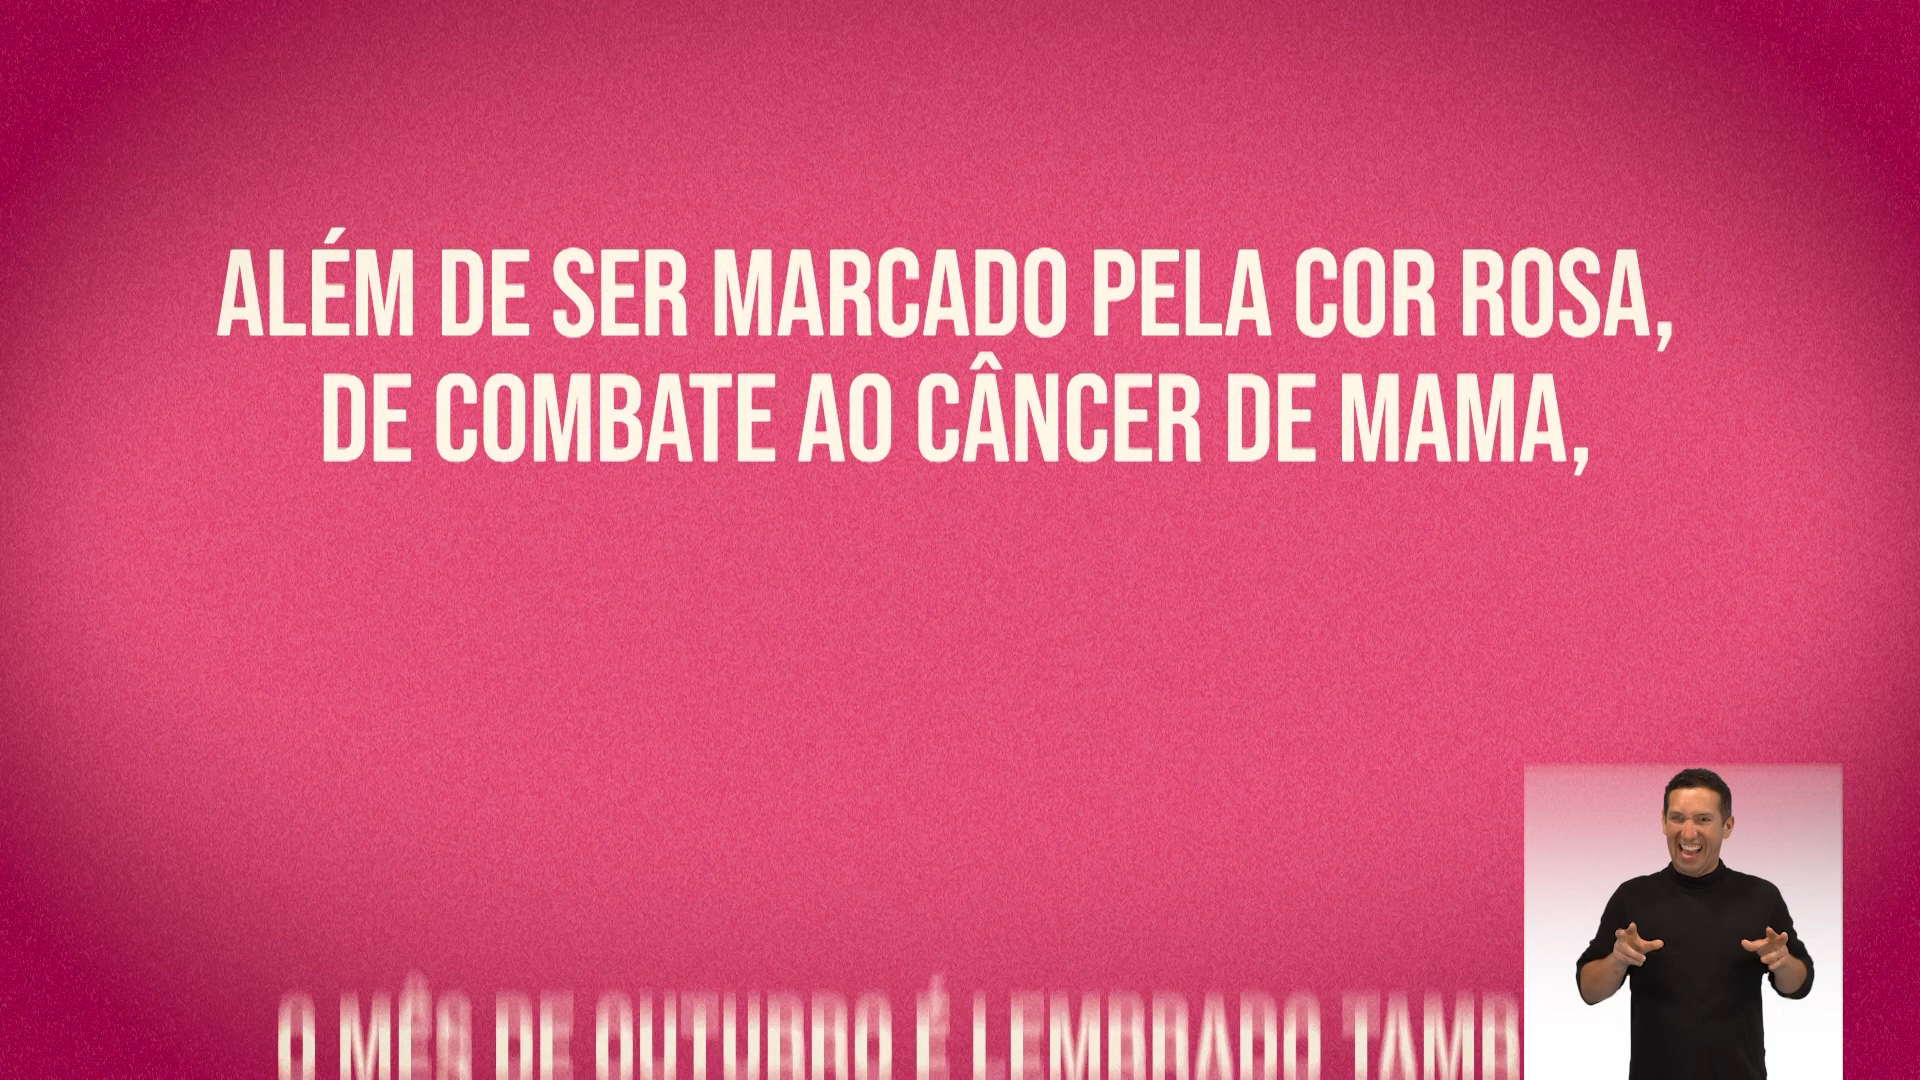 ALÉM DE SER MARCADO PELA COR ROSA,
DE COMBATE AO CÂNCER DE MAMA,
O MÊS DE OUTUBRO É LEMBRADO